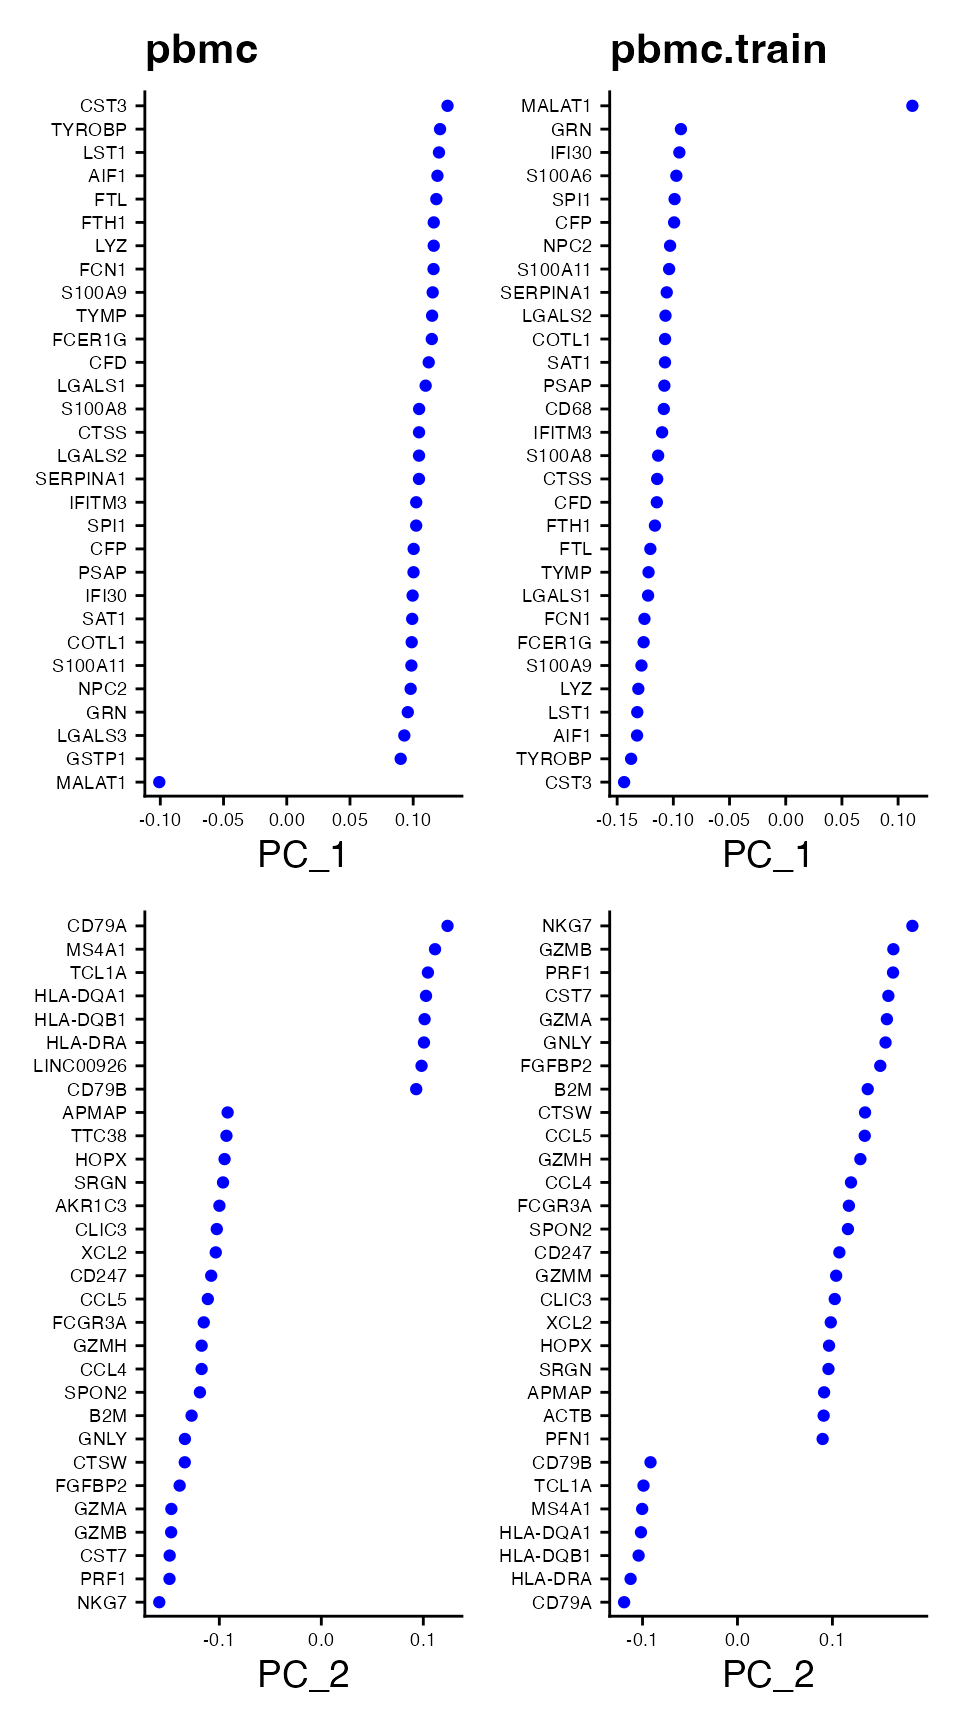 pbmc
CST3
TYROBP
LST1
AIF1
FTL
FTH1
LYZ
FCN1
S100A9
TYMP
FCER1G
CFD
LGALS1
S100A8
CTSS
LGALS2
SERPINA1
IFITM3
SPI1
CFP
PSAP
IFI30
SAT1
COTL1
S100A11
NPC2
GRN
LGALS3
GSTP1
MALAT1
-0.10 -0.05 0.00 0.05 0.10
PC_1
pbmc.train
MALAT1
GRN
IFI30
S100A6
SPI1
CFP
NPC2
S100A11
SERPINA1
LGALS2
COTL1
SAT1
PSAP
CD68
IFITM3
S100A8
CTSS
CFD
FTH1
FTL
TYMP
LGALS1
FCN1
FCER1G
S100A9
LYZ
LST1
AIF1
TYROBP
CST3
-0.15 -0.10 -0.05 0.00 0.05 0.10
PC_1
CD79A
MS4A1
TCL1A
HLA-DQA1
HLA-DQB1
HLA-DRA
LINC00926
CD79B
APMAP
TTC38
HOPX
SRGN
AKR1C3
CLIC3
XCL2
CD247
CCL5
FCGR3A
GZMH
CCL4
SPON2
B2M
GNLY
CTSW
FGFBP2
GZMA
GZMB
CST7
PRF1
NKG7
-0.1 0.0 0.1
PC_2
NKG7
GZMB
PRF1
CST7
GZMA
GNLY
FGFBP2
B2M
CTSW
CCL5
GZMH
CCL4
FCGR3A
SPON2
CD247
GZMM
CLIC3
XCL2
HOPX
SRGN
APMAP
ACTB
PFN1
CD79B
TCL1A
MS4A1
HLA-DQA1
HLA-DQB1
HLA-DRA
CD79A
-0.1 0.0 0.1
PC_2